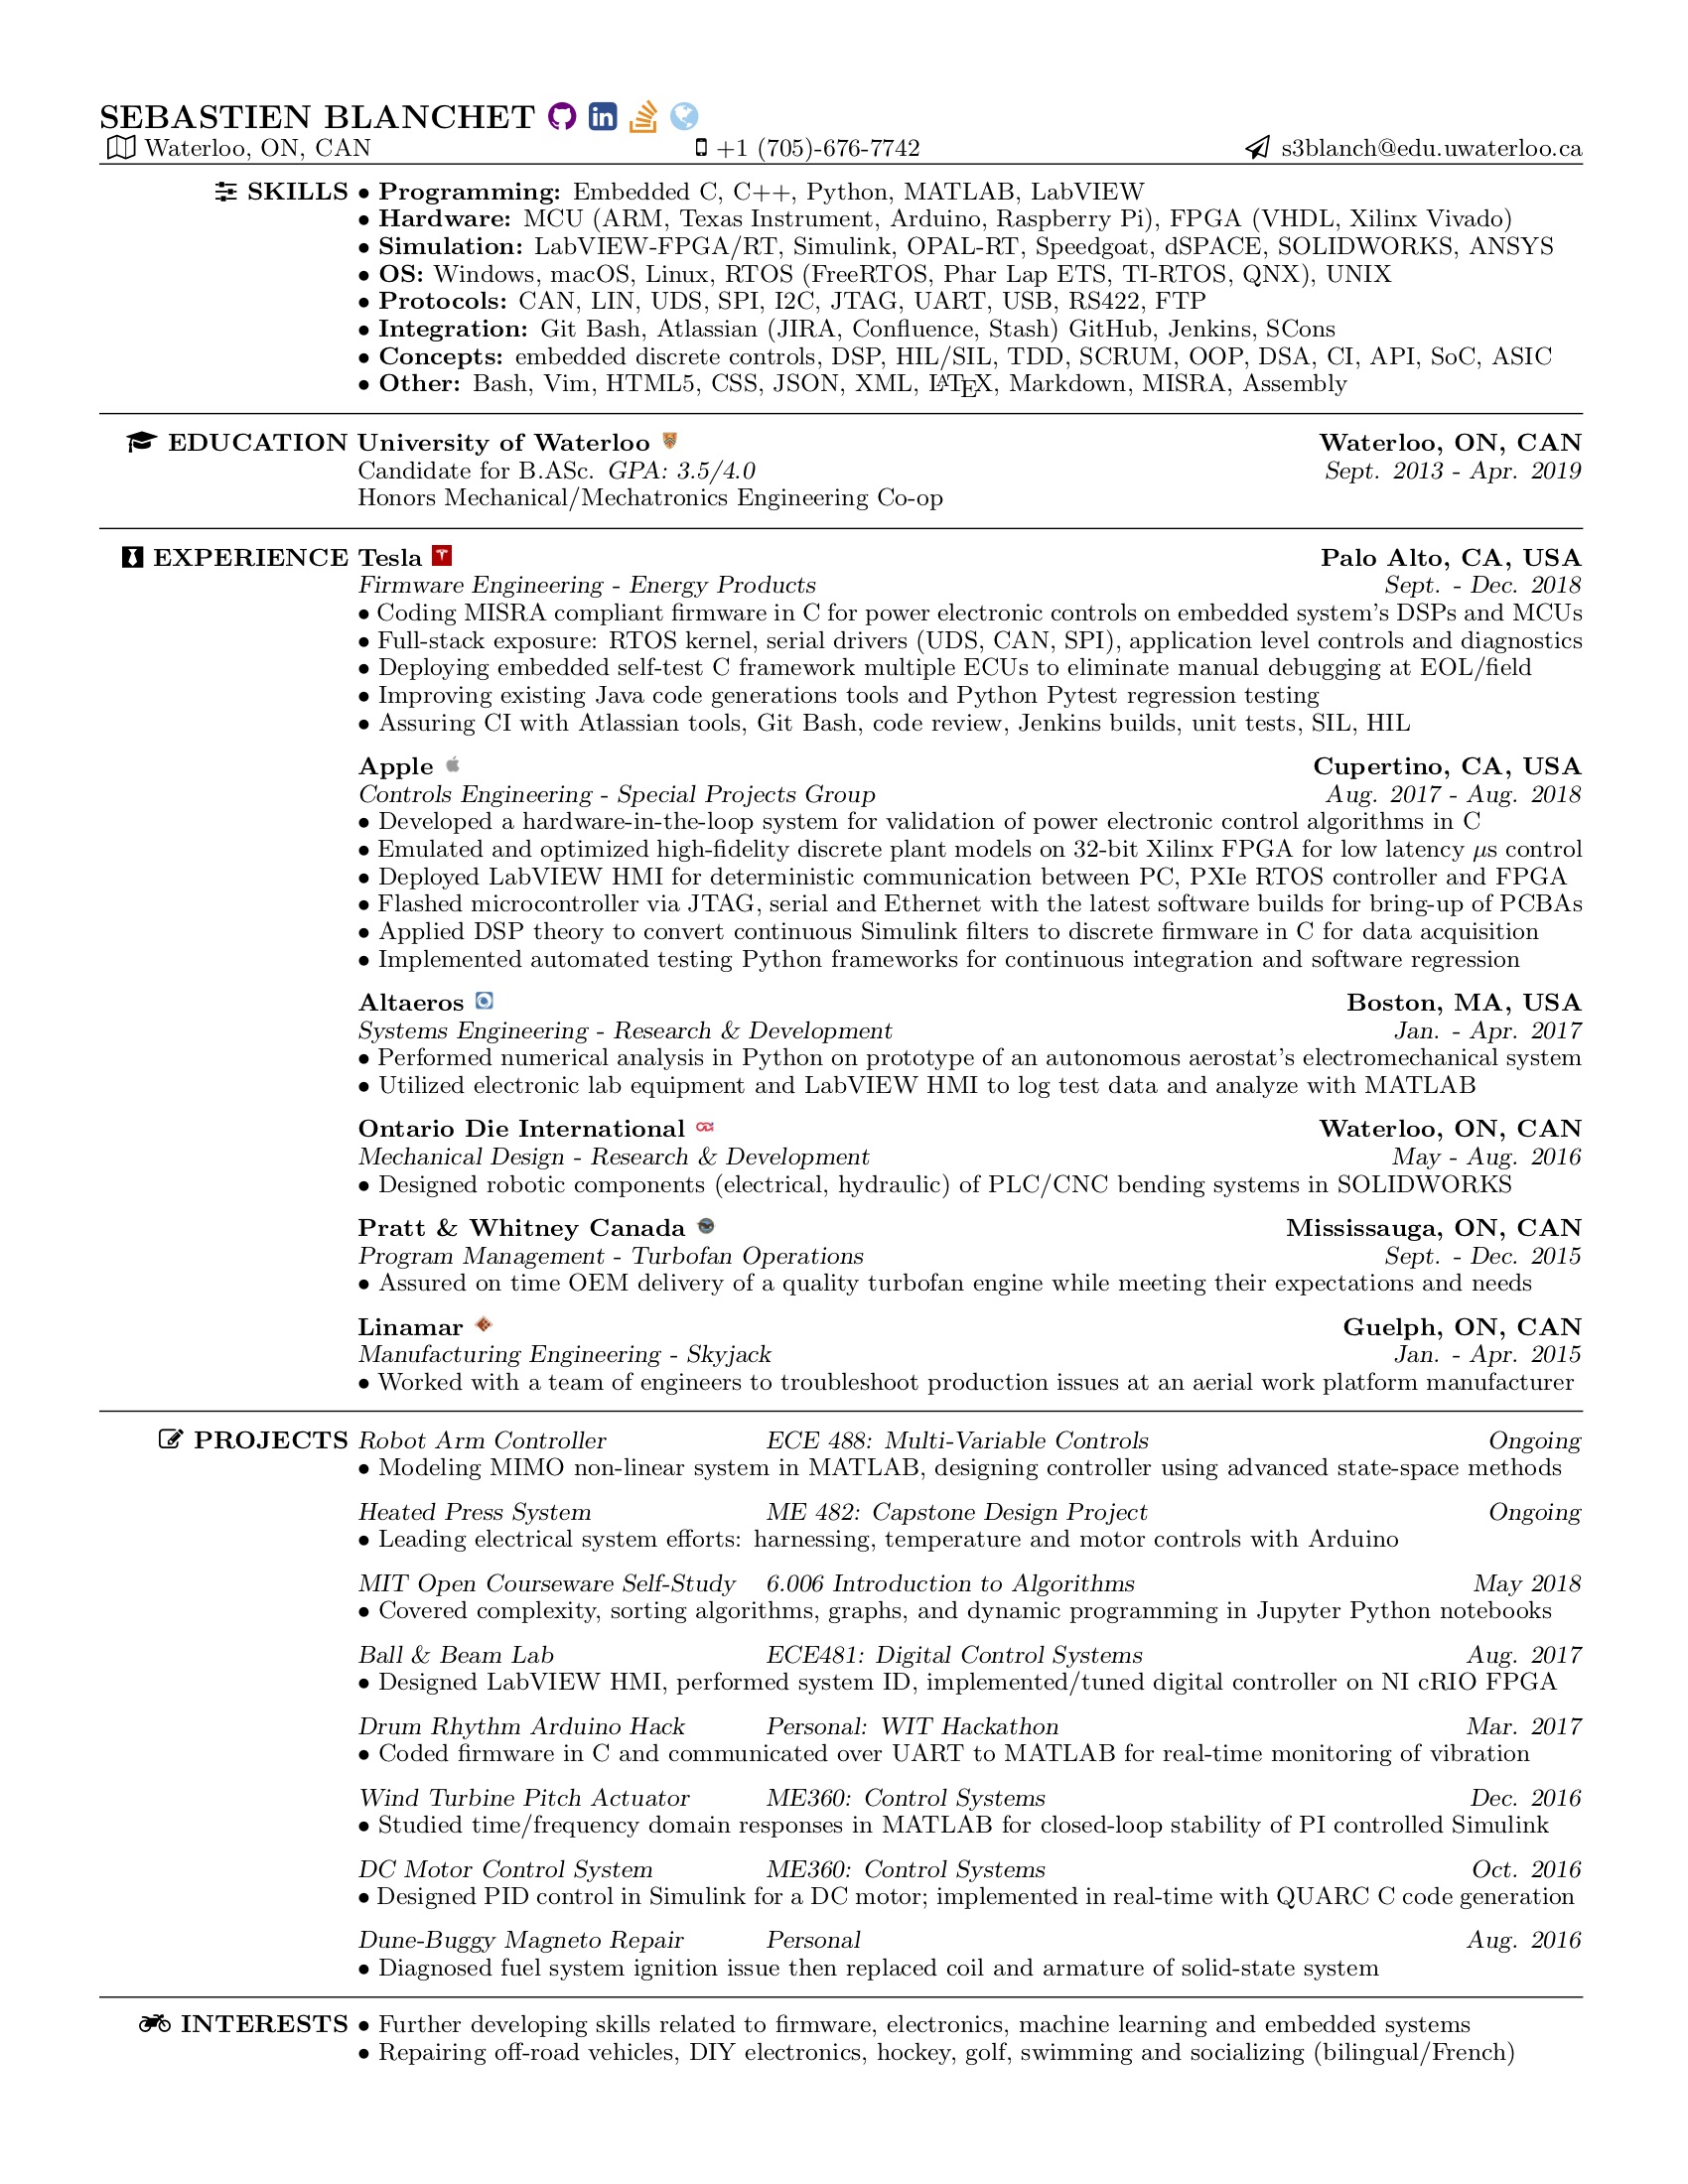 SEBASTIEN BLANCHET
Waterloo, ON, CAN +1 (705)-676-7742 s3blanch@edu.uwaterloo.ca
SKILLS • Programming: Embedded C, C++, Python, MATLAB, LabVIEW
• Hardware: MCU (ARM, Texas Instrument, Arduino, Raspberry Pi), FPGA (VHDL, Xilinx Vivado)
• Simulation: LabVIEW-FPGA/RT, Simulink, OPAL-RT, Speedgoat, dSPACE, SOLIDWORKS, ANSYS
• OS: Windows, macOS, Linux, RTOS (FreeRTOS, Phar Lap ETS, TI-RTOS, QNX), UNIX
• Protocols: CAN, LIN, UDS, SPI, I2C, JTAG, UART, USB, RS422, FTP
• Integration: Git Bash, Atlassian (JIRA, Confluence, Stash) GitHub, Jenkins, SCons
• Concepts: embedded discrete controls, DSP, HIL/SIL, TDD, SCRUM, OOP, DSA, CI, API, SoC, ASIC
• Other: Bash, Vim, HTML5, CSS, JSON, XML, LATEX, Markdown, MISRA, Assembly
EDUCATION University of Waterloo Waterloo, ON, CAN
Candidate for B.ASc. GPA: 3.5/4.0 Sept. 2013 - Apr. 2019
Honors Mechanical/Mechatronics Engineering Co-op
EXPERIENCE Tesla Palo Alto, CA, USA
Firmware Engineering - Energy Products Sept. - Dec. 2018
• Coding MISRA compliant firmware in C for power electronic controls on embedded system's DSPs and MCUs
• Full-stack exposure: RTOS kernel, serial drivers (UDS, CAN, SPI), application level controls and diagnostics
• Deploying embedded self-test C framework multiple ECUs to eliminate manual debugging at EOL/field
• Improving existing Java code generations tools and Python Pytest regression testing
• Assuring CI with Atlassian tools, Git Bash, code review, Jenkins builds, unit tests, SIL, HIL
Apple Cupertino, CA, USA
Controls Engineering - Special Projects Group Aug. 2017 - Aug. 2018
• Developed a hardware-in-the-loop system for validation of power electronic control algorithms in C
• Emulated and optimized high-fidelity discrete plant models on 32-bit Xilinx FPGA for low latency μs control
• Deployed LabVIEW HMI for deterministic communication between PC, PXIe RTOS controller and FPGA
• Flashed microcontroller via JTAG, serial and Ethernet with the latest software builds for bring-up of PCBAs
• Applied DSP theory to convert continuous Simulink filters to discrete firmware in C for data acquisition
• Implemented automated testing Python frameworks for continuous integration and software regression
Altaeros Boston, MA, USA
Systems Engineering - Research & Development Jan. - Apr. 2017
• Performed numerical analysis in Python on prototype of an autonomous aerostat's electromechanical system
• Utilized electronic lab equipment and LabVIEW HMI to log test data and analyze with MATLAB
Ontario Die International Waterloo, ON, CAN
Mechanical Design - Research & Development May - Aug. 2016
• Designed robotic components (electrical, hydraulic) of PLC/CNC bending systems in SOLIDWORKS
Pratt & Whitney Canada Mississauga, ON, CAN
Program Management - Turbofan Operations Sept. - Dec. 2015
• Assured on time OEM delivery of a quality turbofan engine while meeting their expectations and needs
Linamar Guelph, ON, CAN
Manufacturing Engineering - Skyjack Jan. - Apr. 2015
• Worked with a team of engineers to troubleshoot production issues at an aerial work platform manufacturer
PROJECTS Robot Arm Controller ECE 488: Multi-Variable Controls Ongoing
• Modeling MIMO non-linear system in MATLAB, designing controller using advanced state-space methods
Heated Press System ME 482: Capstone Design Project Ongoing
• Leading electrical system efforts: harnessing, temperature and motor controls with Arduino
MIT Open Courseware Self-Study 6.006 Introduction to Algorithms May 2018
• Covered complexity, sorting algorithms, graphs, and dynamic programming in Jupyter Python notebooks
Ball & Beam Lab ECE481: Digital Control Systems Aug. 2017
• Designed LabVIEW HMI, performed system ID, implemented/tuned digital controller on NI cRIO FPGA
Drum Rhythm Arduino Hack Personal: WIT Hackathon Mar. 2017
• Coded firmware in C and communicated over UART to MATLAB for real-time monitoring of vibration
Wind Turbine Pitch Actuator ME360: Control Systems Dec. 2016
• Studied time/frequency domain responses in MATLAB for closed-loop stability of PI controlled Simulink
DC Motor Control System ME360: Control Systems Oct. 2016
• Designed PID control in Simulink for a DC motor; implemented in real-time with QUARC C code generation
Dune-Buggy Magneto Repair Personal Aug. 2016
• Diagnosed fuel system ignition issue then replaced coil and armature of solid-state system
INTERESTS • Further developing skills related to firmware, electronics, machine learning and embedded systems
• Repairing off-road vehicles, DIY electronics, hockey, golf, swimming and socializing (bilingual/French)